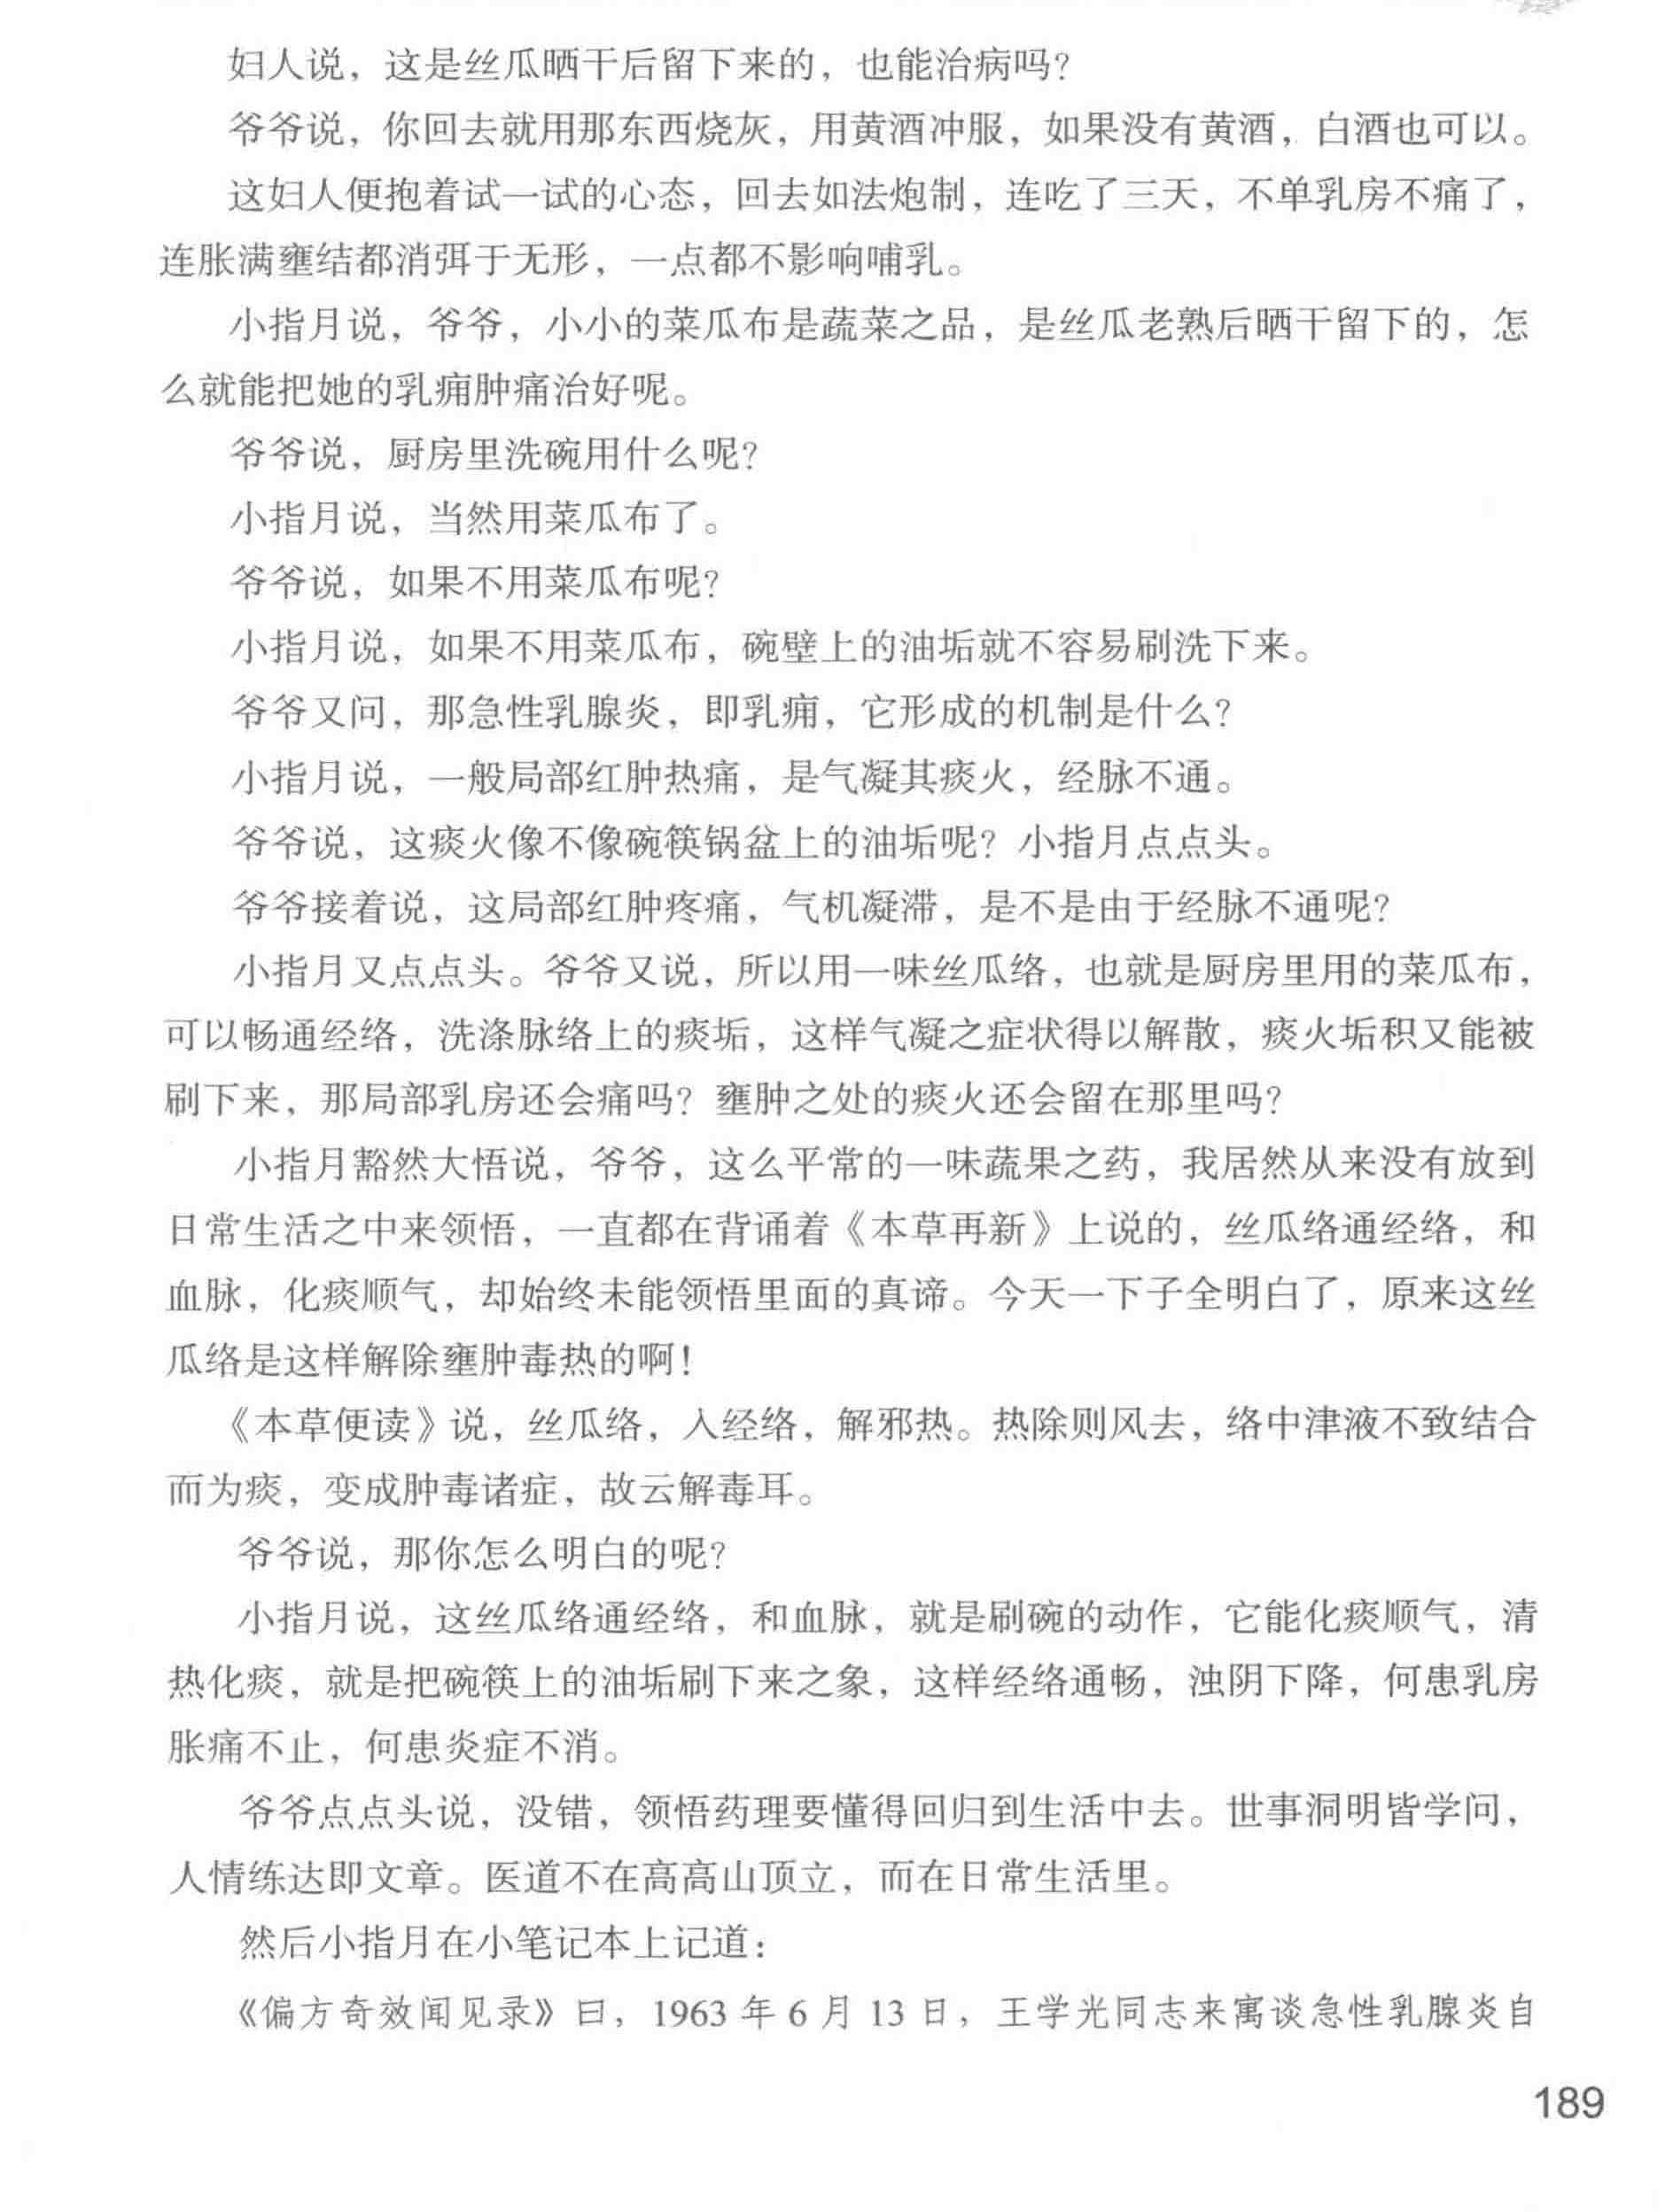 妇人说，这是丝瓜晒干后留下来的，也能治病吗？
爷爷说，你回去就用那东西烧灰，用黄酒冲服，如果没有黄酒，白酒也可以。
这妇人便抱着试一试的心态，回去如法炮制，连吃了三天，不单乳房不痛了，
连胀满壅结都消弭于无形，一点都不影响哺乳。
小指月说，爷爷，小小的菜瓜布是蔬菜之品，是丝瓜老熟后晒干留下的，怎
么就能把她的乳痈肿痛治好呢。
爷爷说，厨房里洗碗用什么呢？
小指月说，当然用菜瓜布了。
爷爷说，如果不用菜瓜布呢？
小指月说，如果不用菜瓜布，碗壁上的油垢就不容易刷洗下来。
爷爷又问，那急性乳腺炎，即乳痈，它形成的机制是什么？
小指月说，一般局部红肿热痛，是气凝其痰火，经脉不通。
爷爷说，这痰火像不像碗筷锅盆上的油垢呢？小指月点点头。
爷爷接着说，这局部红肿疼痛，气机凝滞，是不是由于经脉不通呢？
小指月又点点头。爷爷又说，所以用一味丝瓜络，也就是厨房里用的菜瓜布，
可以畅通经络，洗涤脉络上的痰垢，这样气凝之症状得以解散，痰火垢积又能被
刷下来，那局部乳房还会痛吗？壅肿之处的痰火还会留在那里吗？
小指月豁然大悟说，爷爷，这么平常的一味蔬果之药，我居然从来没有放到
日常生活之中来领悟，一直都在背诵着《本草再新》上说的，丝瓜络通经络，和
血脉，化痰顺气，却始终未能领悟里面的真谛。今天一下子全明白了，原来这丝
瓜络是这样解除壅肿毒热的啊！
《本草便读》说，丝瓜络，入经络，解邪热。热除则风去，络中津液不致结合
而为痰，变成肿毒诸症，故云解毒耳。
爷爷说，那你怎么明白的呢？
小指月说，这丝瓜络通经络，和血脉，就是刷碗的动作，它能化痰顺气，清
热化痰，就是把碗筷上的油垢刷下来之象，这样经络通畅，浊阴下降，何患乳房
胀痛不止，何患炎症不消。
爷爷点点头说，没错，领悟药理要懂得回归到生活中去。世事洞明皆学问，
人情练达即文章。医道不在高高山顶立，而在日常生活里。
然后小指月在小笔记本上记道：
《偏方奇效闻见录》曰，1963 年 6 月 13 日，王学光同志来寓谈急性乳腺炎自
189